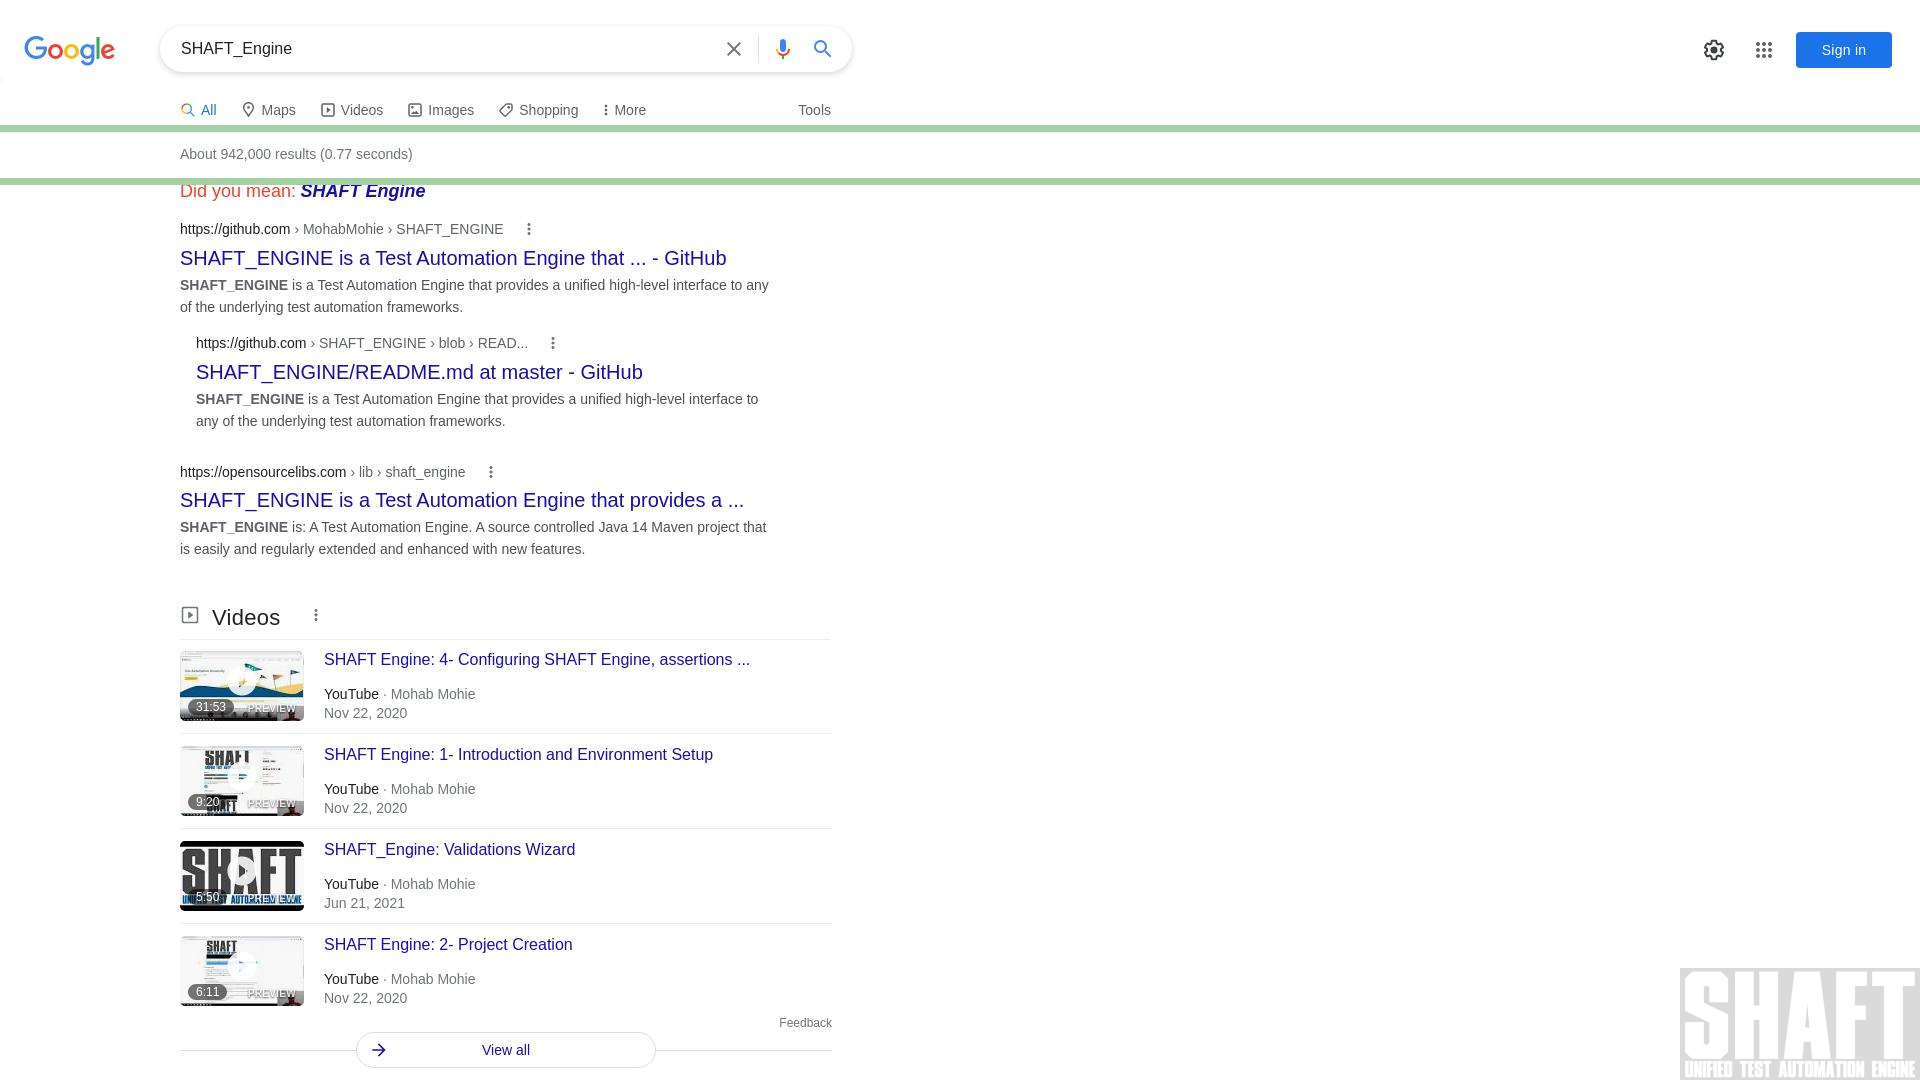 Google
SHAFT_Engine
Sign in
All
Maps
Videos
Images
Shopping
More
Tools
About 942,000 results (0.77 seconds)
Did you mean: SHAFT Engine
https://github.com › MohabMohie › SHAFT_ENGINE
SHAFT_ENGINE is a Test Automation Engine that ... - GitHub
SHAFT_ENGINE is a Test Automation Engine that provides a unified high-level interface to any
of the underlying test automation frameworks.
https://github.com › SHAFT_ENGINE › blob › READ...
SHAFT_ENGINE/README.md at master - GitHub
SHAFT_ENGINE is a Test Automation Engine that provides a unified high-level interface to
any of the underlying test automation frameworks.
https://opensourcelibs.com › lib › shaft_engine
SHAFT_ENGINE is a Test Automation Engine that provides a ...
SHAFT_ENGINE is: A Test Automation Engine. A source controlled Java 14 Maven project that
is easily and regularly extended and enhanced with new features.
Videos
31:53
PREVIEW
SHAFT Engine: 4- Configuring SHAFT Engine, assertions ...
YouTube · Mohab Mohie
Nov 22, 2020
SHAFT
9:20
PREVIEW
SHAFT Engine: 1- Introduction and Environment Setup
YouTube · Mohab Mohie
Nov 22, 2020
SHAFT
5:50
PREVIEW
SHAFT_Engine: Validations Wizard
YouTube · Mohab Mohie
Jun 21, 2021
SHAFT
6:11
PREVIEW
SHAFT Engine: 2- Project Creation
YouTube · Mohab Mohie
Nov 22, 2020
Feedback
View all
SHAFT
UNIFIED TEST AUTOMATION ENGINE